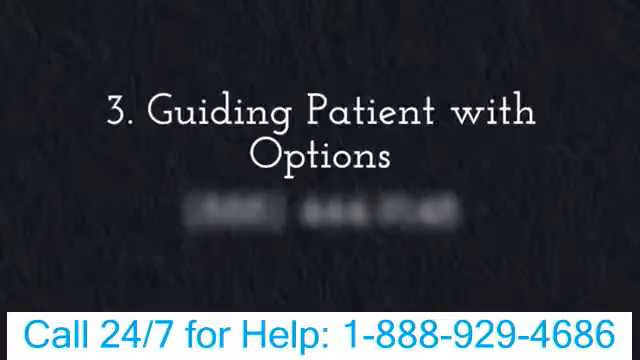 3. Guiding Patient with
Options
Call 24/7 for Help: 1-888-929-4686